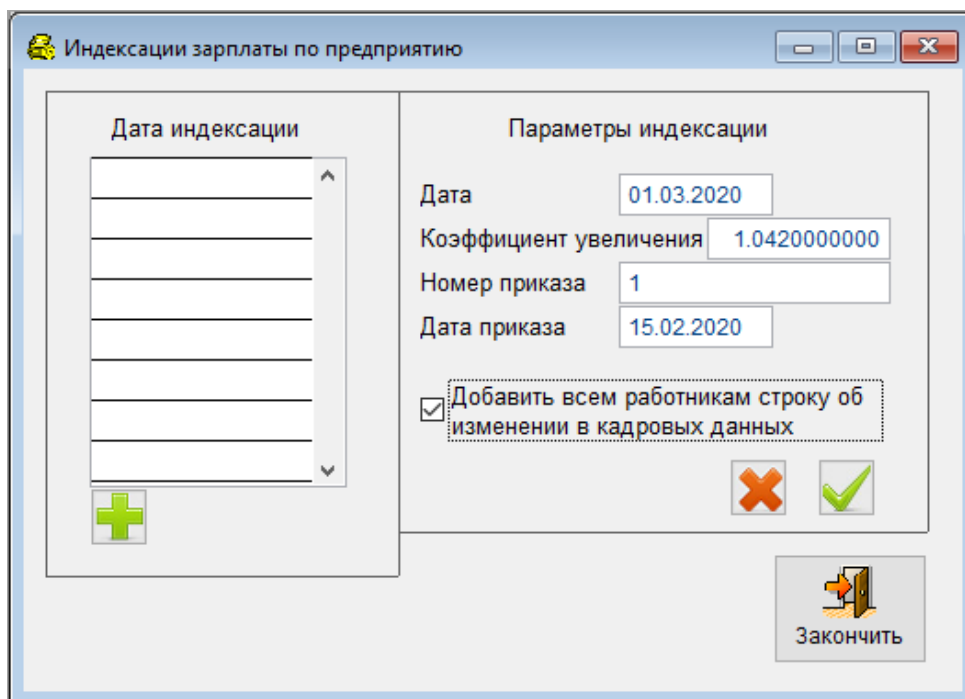 Индексации зарплаты по предприятию
Дата индексации
Параметры индексации
Дата 01.03.2020
Коэффициент увеличения 1.0420000000
Номер приказа 1
Дата приказа 15.02.2020
Добавить всем работникам строку об
изменении в кадровых данных
Закончить